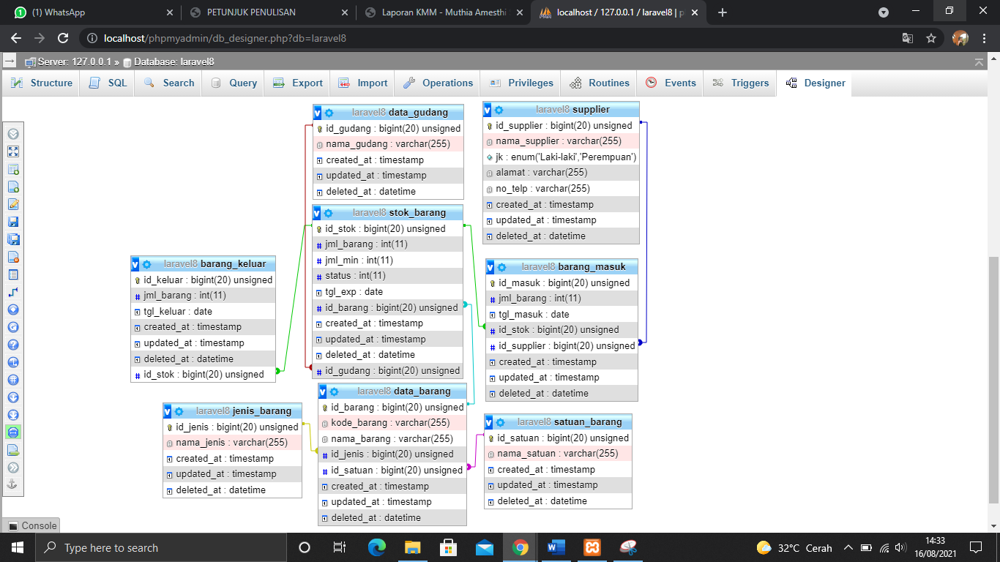 (1) WhatsApp
PETUNJUK PENULISAN
Laporan KMM - Muthia Amesthi
localhost / 127.0.0.1 / laravel8 | p
localhost/phpmyadmin/db_designer.php?db=laravel8
Server: 127.0.0.1 » Database: laravel8
Structure SQL Search Query Export Import Operations Privileges Routines Events Triggers Designer
laravel8 data_gudang
id_gudang : bigint(20) unsigned
nama_gudang : varchar(255)
created_at : timestamp
updated_at : timestamp
deleted_at : datetime
laravel8 supplier
id_supplier : bigint(20) unsigned
nama_supplier : varchar(255)
jk : enum('Laki-laki','Perempuan')
alamat : varchar(255)
no_telp : varchar(255)
created_at : timestamp
updated_at : timestamp
deleted_at : datetime
laravel8 stok_barang
id_stok : bigint(20) unsigned
jml_barang : int(11)
jml_min : int(11)
status : int(11)
tgl_exp : date
id_barang : bigint(20) unsigned
created_at : timestamp
updated_at : timestamp
deleted_at : datetime
id_gudang : bigint(20) unsigned
laravel8 barang_keluar
id_keluar : bigint(20) unsigned
jml_barang : int(11)
tgl_keluar : date
created_at : timestamp
updated_at : timestamp
deleted_at : datetime
id_stok : bigint(20) unsigned
laravel8 barang_masuk
id_masuk : bigint(20) unsigned
jml_barang : int(11)
tgl_masuk : date
id_stok : bigint(20) unsigned
id_supplier : bigint(20) unsigned
created_at : timestamp
updated_at : timestamp
deleted_at : datetime
laravel8 jenis_barang
id_jenis : bigint(20) unsigned
nama_jenis : varchar(255)
created_at : timestamp
updated_at : timestamp
deleted_at : datetime
laravel8 data_barang
id_barang : bigint(20) unsigned
kode_barang : varchar(255)
nama_barang : varchar(255)
id_jenis : bigint(20) unsigned
id_satuan : bigint(20) unsigned
created_at : timestamp
updated_at : timestamp
deleted_at : datetime
laravel8 satuan_barang
id_satuan : bigint(20) unsigned
nama_satuan : varchar(255)
created_at : timestamp
updated_at : timestamp
deleted_at : datetime
Console
Type here to search
32°C Cerah
14:33
16/08/2021